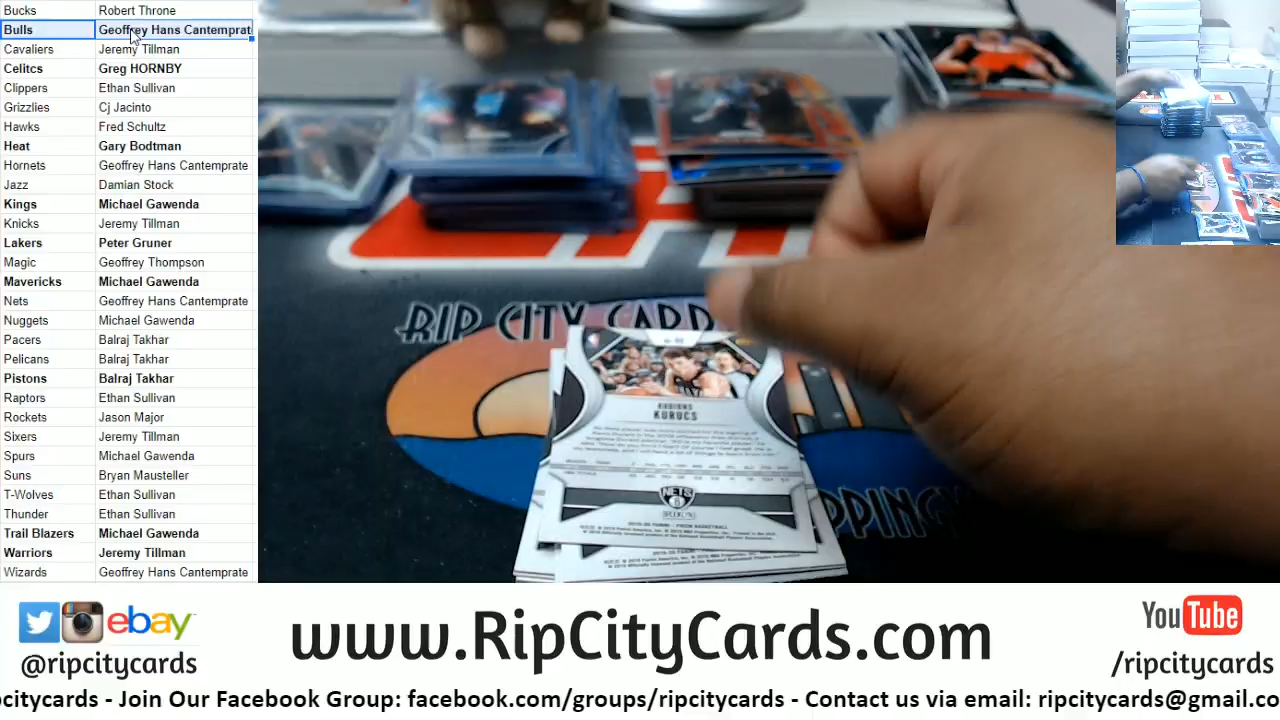 Bucks Robert Throne
Bulls Geoffrey Hans Cantemprat
Cavaliers Jeremy Tillman
Celitcs Greg HORNBY
Clippers Ethan Sullivan
Grizzlies Cj Jacinto
Hawks Fred Schultz
Heat Gary Bodtman
Hornets Geoffrey Hans Cantemprate
Jazz Damian Stock
Kings Michael Gawenda
Knicks Jeremy Tillman
Lakers Peter Gruner
Magic Geoffrey Thompson
Mavericks Michael Gawenda
Nets Geoffrey Hans Cantemprate
Nuggets Michael Gawenda
Pacers Balraj Takhar
Pelicans Balraj Takhar
Pistons Balraj Takhar
Raptors Ethan Sullivan
Rockets Jason Major
Sixers Jeremy Tillman
Spurs Michael Gawenda
Suns Bryan Mausteller
T-Wolves Ethan Sullivan
Thunder Ethan Sullivan
Trail Blazers Michael Gawenda
Warriors Jeremy Tillman
Wizards Geoffrey Hans Cantemprate
RIP CITY CARD
PPING
KURUCS
NETS
ebay
@ripcitycards
www.RipCityCards.com
YouTube
/ripcitycards
pcitycards - Join Our Facebook Group: facebook.com/groups/ripcitycards - Contact us via email: ripcitycards@gmail.co